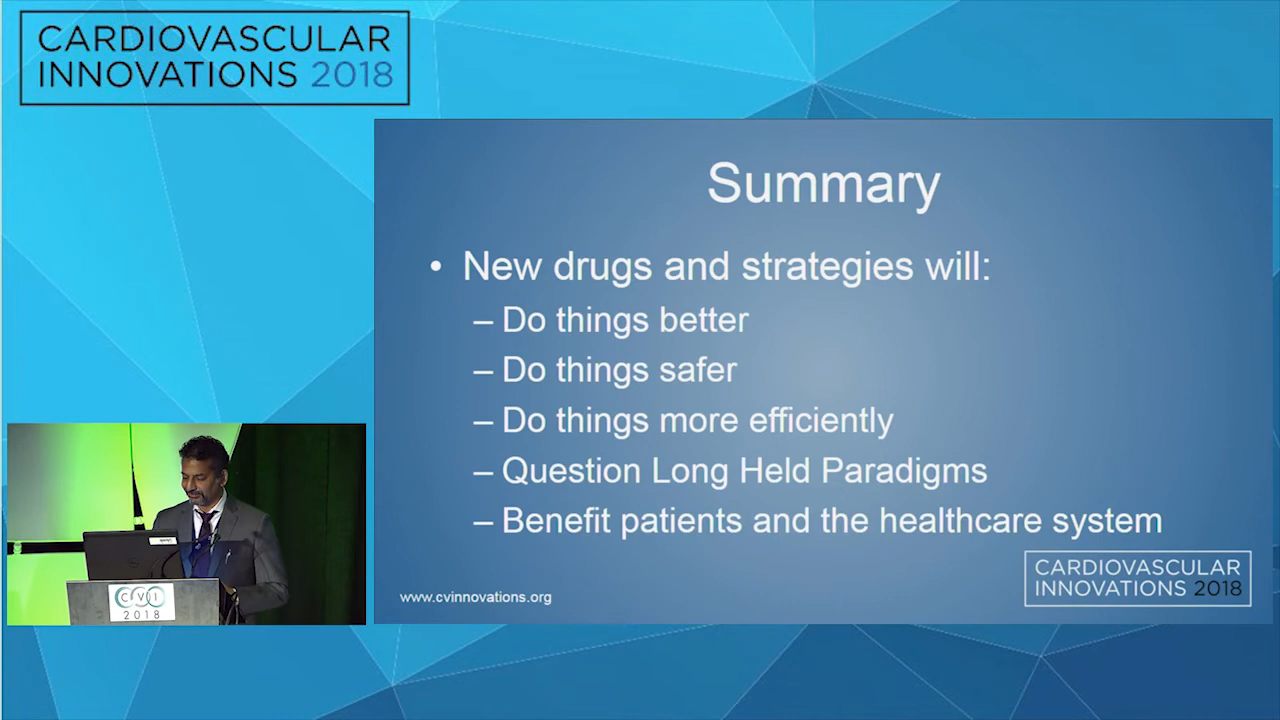 CARDIOVASCULAR
INNOVATIONS 2018
Summary
• New drugs and strategies will:
– Do things better
– Do things safer
– Do things more efficiently
– Question Long Held Paradigms
– Benefit patients and the healthcare system
www.cvinnovations.org
CARDIOVASCULAR
INNOVATIONS 2018
CVI
2018